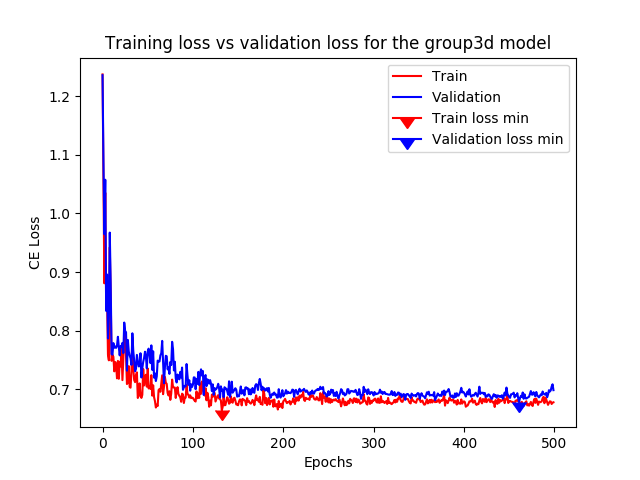 Training loss vs validation loss for the group3d model
Train
Validation
Train loss min
Validation loss min
CE Loss
1.2
1.1
1.0
0.9
0.8
0.7
0
100
200
300
400
500
Epochs